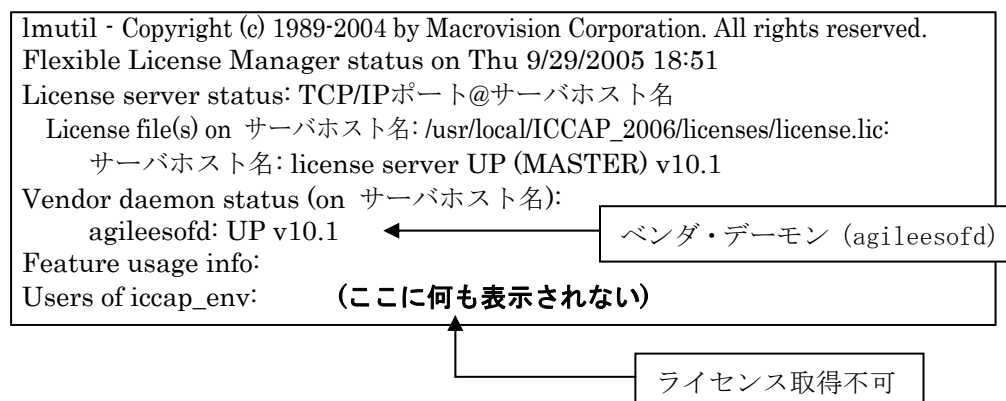 lmutil - Copyright (c) 1989-2004 by Macrovision Corporation. All rights reserved.
Flexible License Manager status on Thu 9/29/2005 18:51
License server status: TCP/IPポート@サーバホスト名
License file(s) on サーバホスト名: /usr/local/ICCAP_2006/licenses/license.lic:
サーバホスト名: license server UP (MASTER) v10.1
Vendor daemon status (on サーバホスト名):
agileesofd: UP v10.1
ベンダ・デーモン (agileesofd)
Feature usage info:
Users of iccap_env: (ここに何も表示されない)
ライセンス取得不可